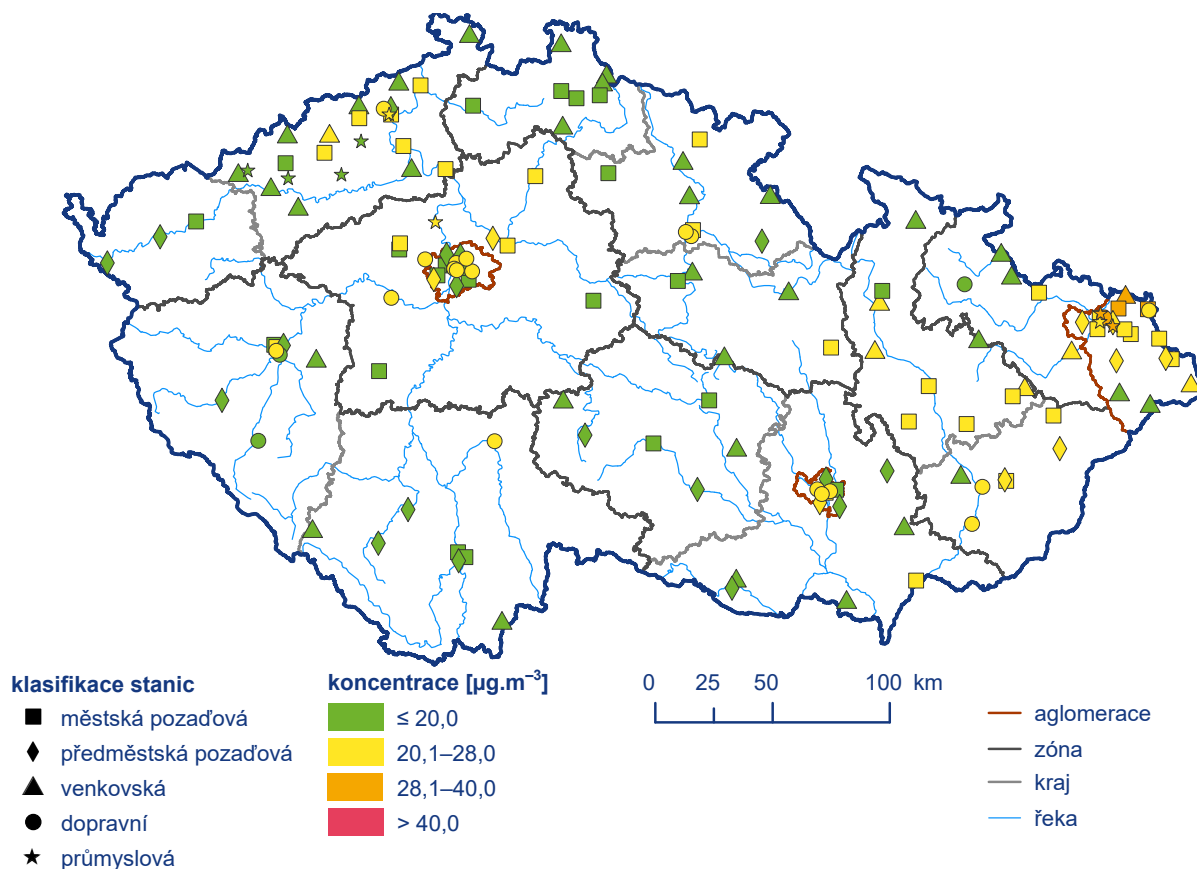 klasifikace stanic
městská pozaďová
předměstská pozaďová
venkovská
dopravní
průmyslová
koncentrace [µg.m⁻³]
≤ 20,0
20,1–28,0
28,1–40,0
> 40,0
0 25 50 100 km
aglomerace
zóna
kraj
řeka